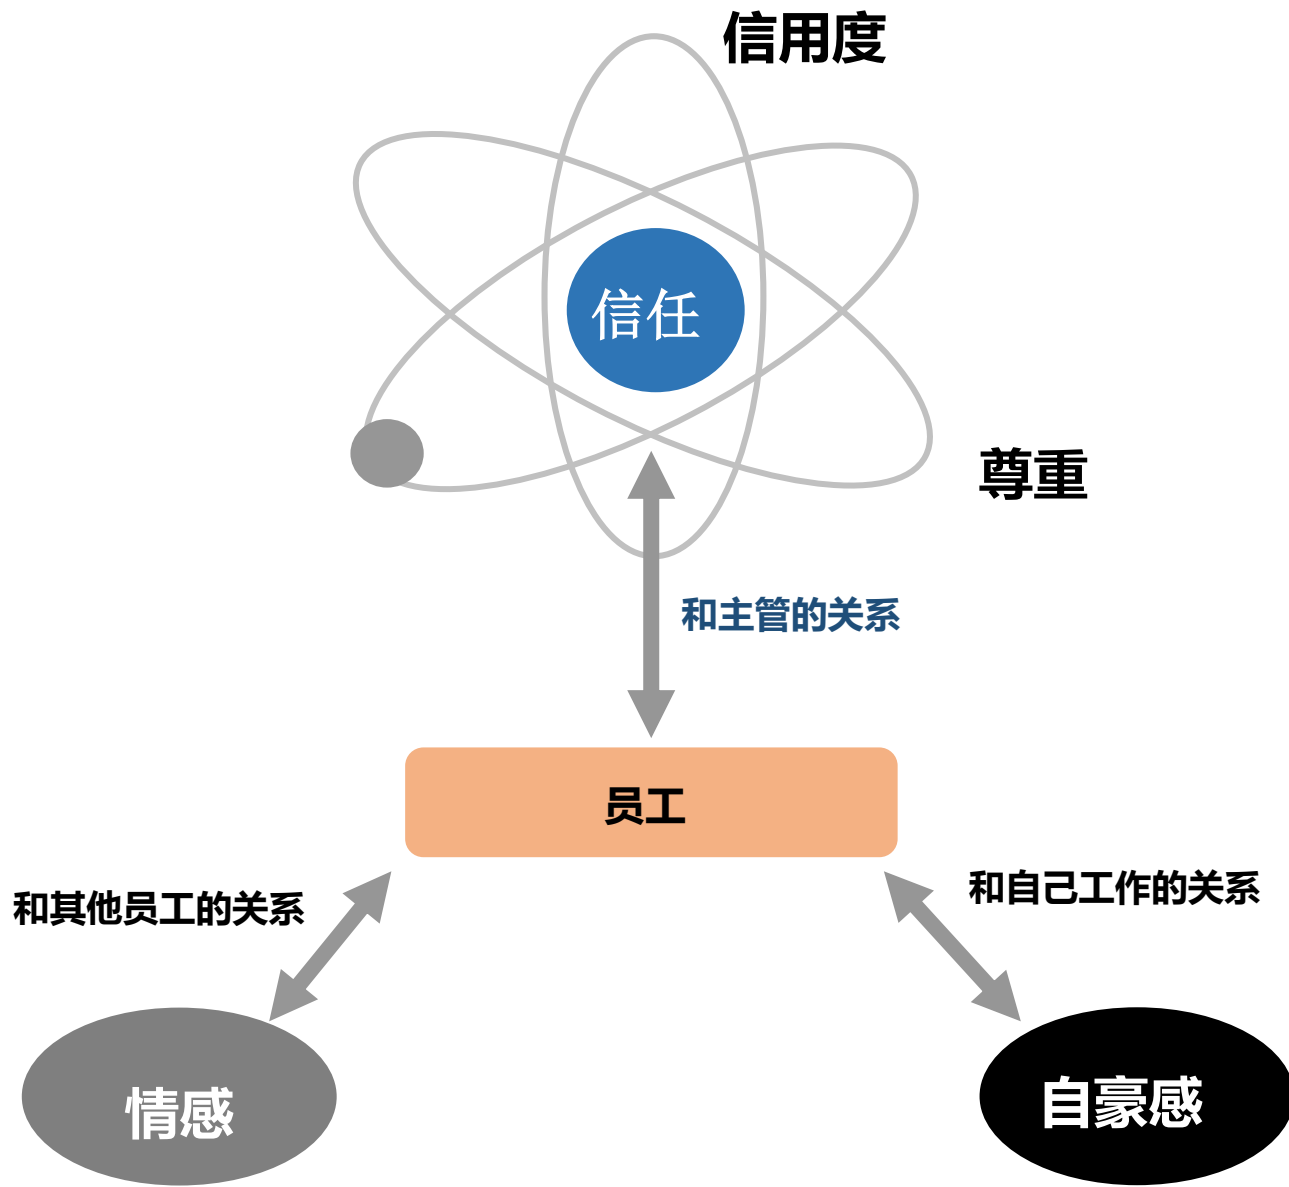 信用度
信任
尊重
和主管的关系
员工
和其他员工的关系
和自己工作的关系
情感
自豪感